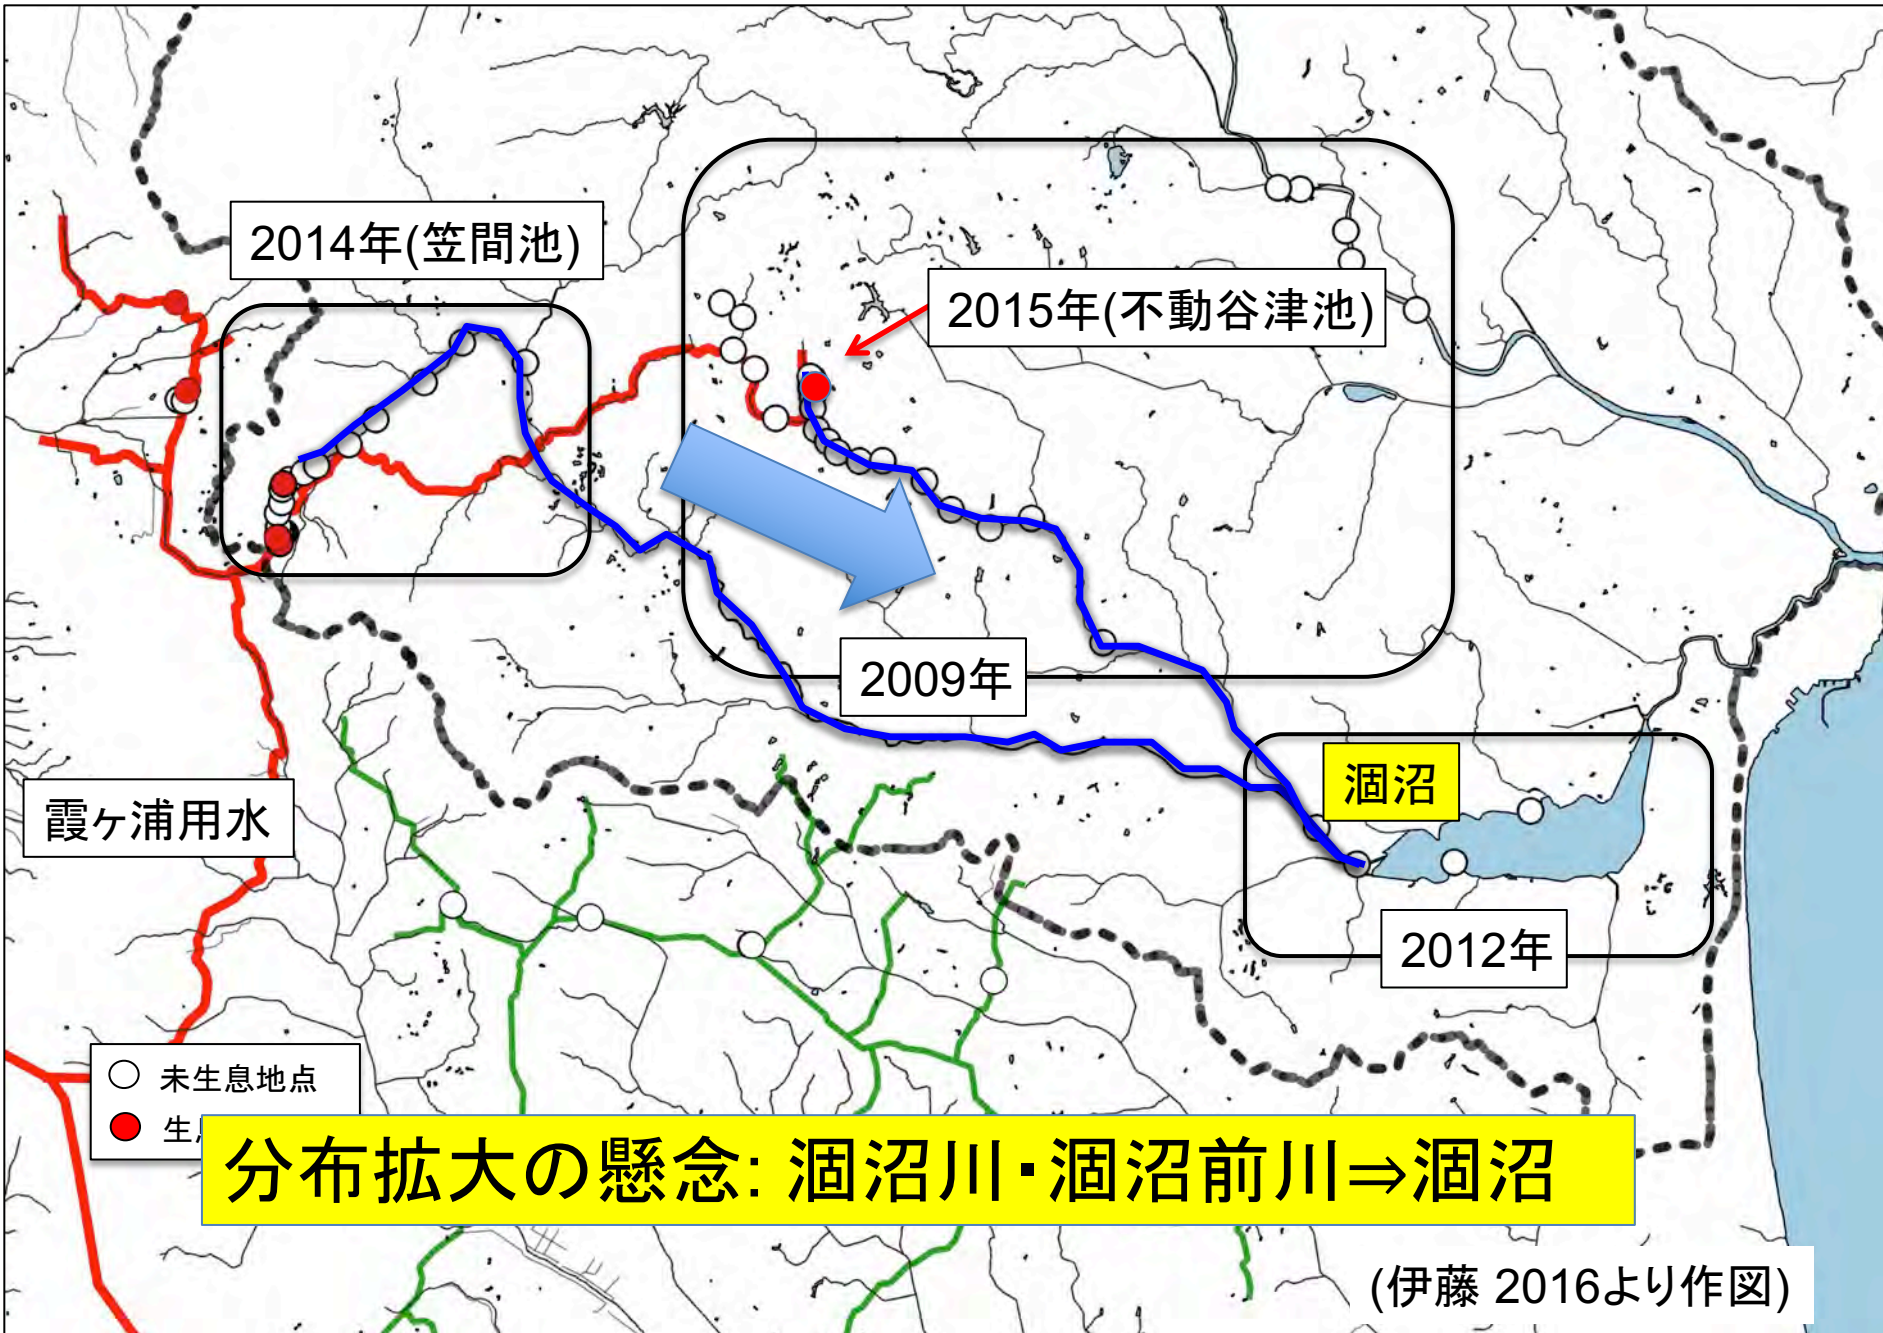 2014年(笠間池)
2015年(不動谷津池)
2009年
涸沼
霞ヶ浦用水
2012年
未生息地点
生
分布拡大の懸念: 涸沼川・涸沼前川⇒涸沼
(伊藤 2016より作図)